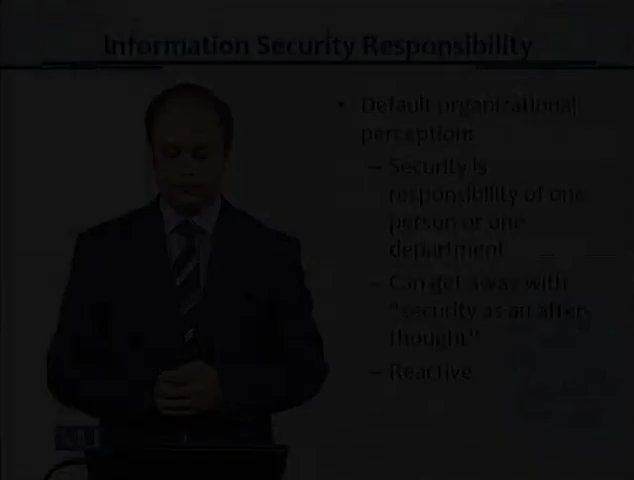 Information Security Responsibility
• Default organizational
perception:
– Security is
responsibility of one
person or one
department
– Can get away with
"security as an after-
thought"
– Reactive